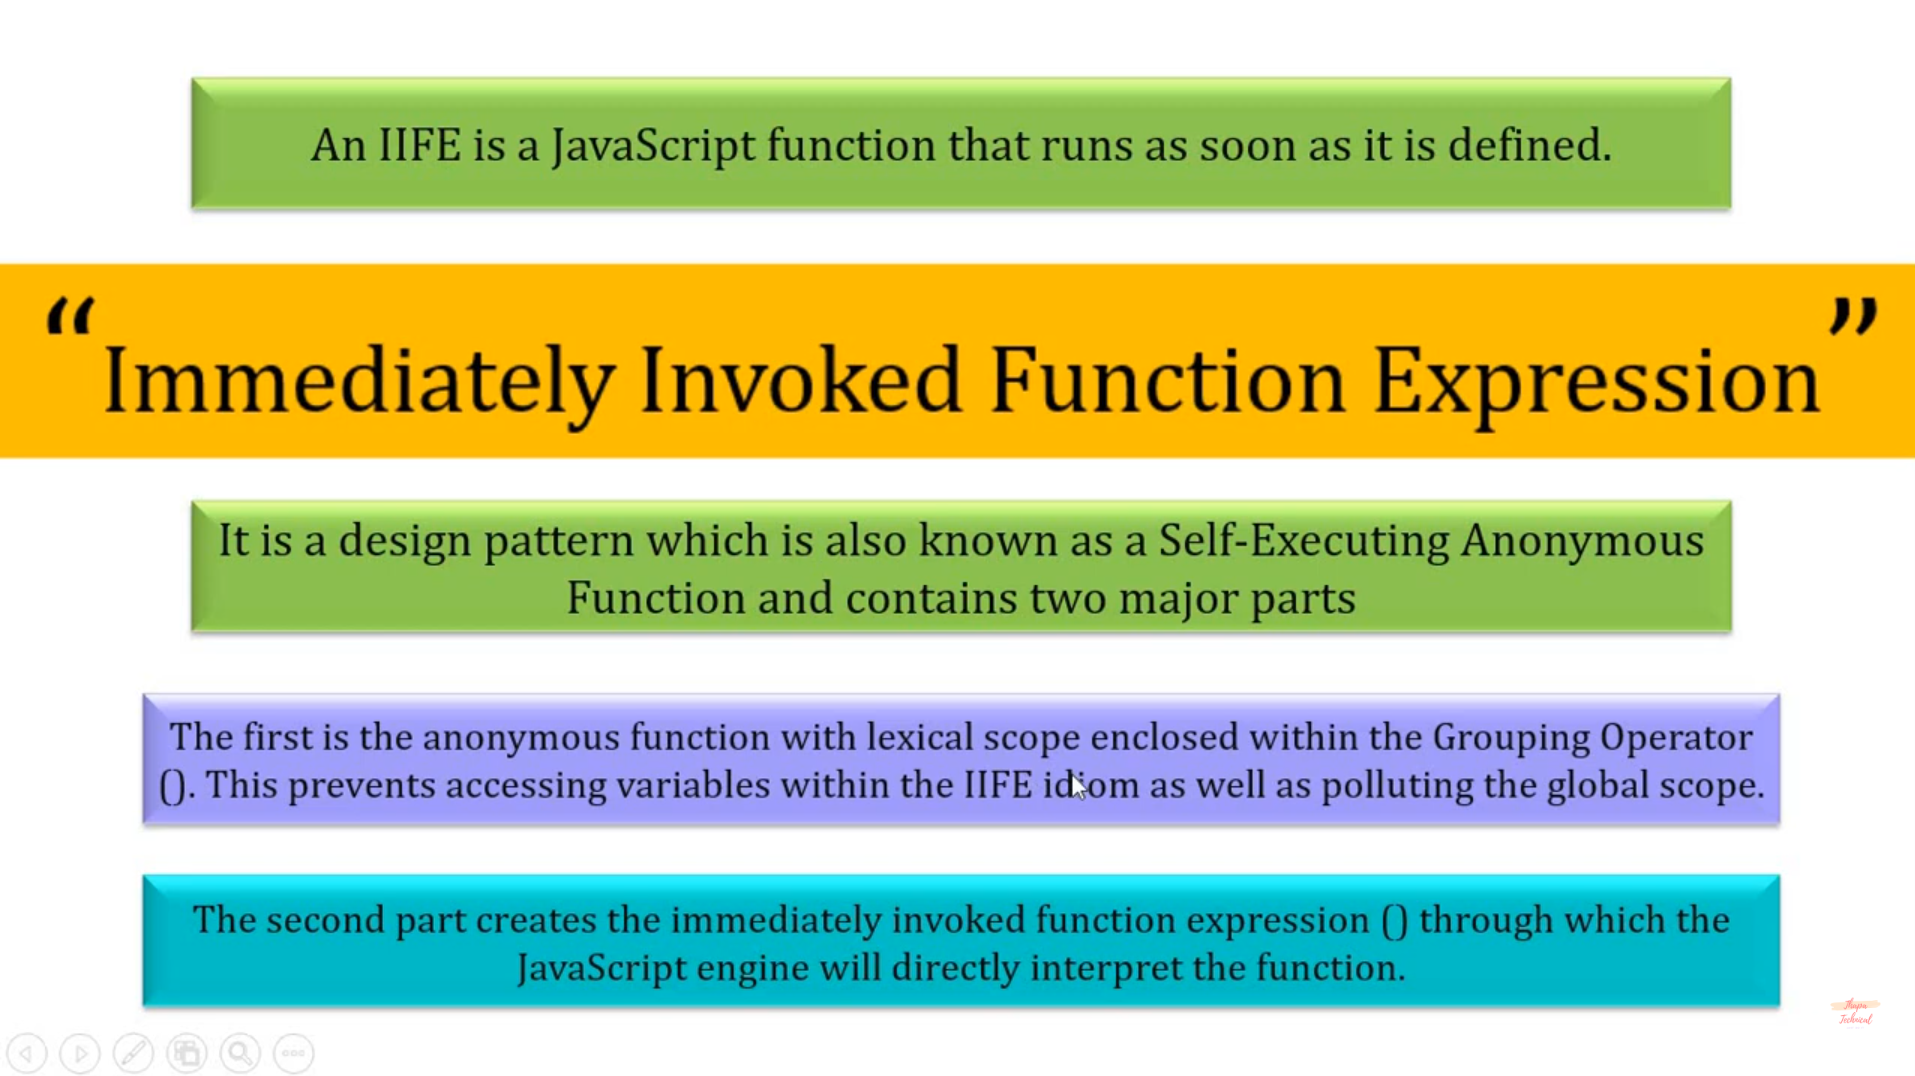 An IIFE is a JavaScript function that runs as soon as it is defined.
“Immediately Invoked Function Expression”
It is a design pattern which is also known as a Self-Executing Anonymous
Function and contains two major parts
The first is the anonymous function with lexical scope enclosed within the Grouping Operator
(). This prevents accessing variables within the IIFE idiom as well as polluting the global scope.
The second part creates the immediately invoked function expression () through which the
JavaScript engine will directly interpret the function.
Thapa
Technical